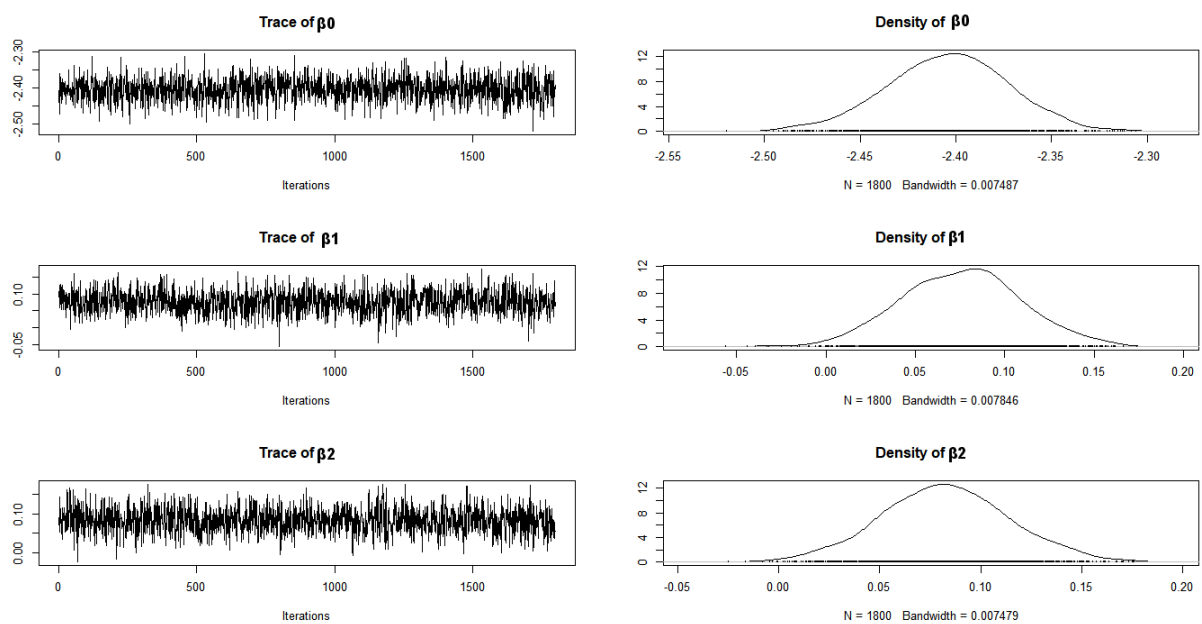 Trace of β0
-2.50 -2.40 -2.30
0 500 1000 1500
Iterations
Density of β0
0 4 8 12
-2.55 -2.50 -2.45 -2.40 -2.35 -2.30
N = 1800 Bandwidth = 0.007487
Trace of β1
-0.05 0.10
0 500 1000 1500
Iterations
Density of β1
0 4 8 12
-0.05 0.00 0.05 0.10 0.15 0.20
N = 1800 Bandwidth = 0.007846
Trace of β2
0.00 0.10
0 500 1000 1500
Iterations
Density of β2
0 4 8 12
-0.05 0.00 0.05 0.10 0.15 0.20
N = 1800 Bandwidth = 0.007479